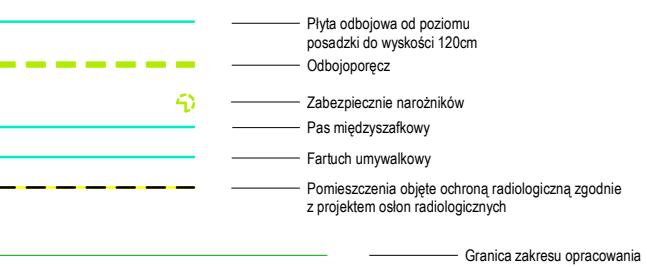 Płyta odbojowa od poziomu
posadzki do wyskości 120cm
Odbojoporęcz
Zabezpiecznie narożników
Pas międzyszafkowy
Fartuch umywalkowy
Pomieszczenia objęte ochroną radiologiczną zgodnie
z projektem osłon radiologicznych
Granica zakresu opracowania